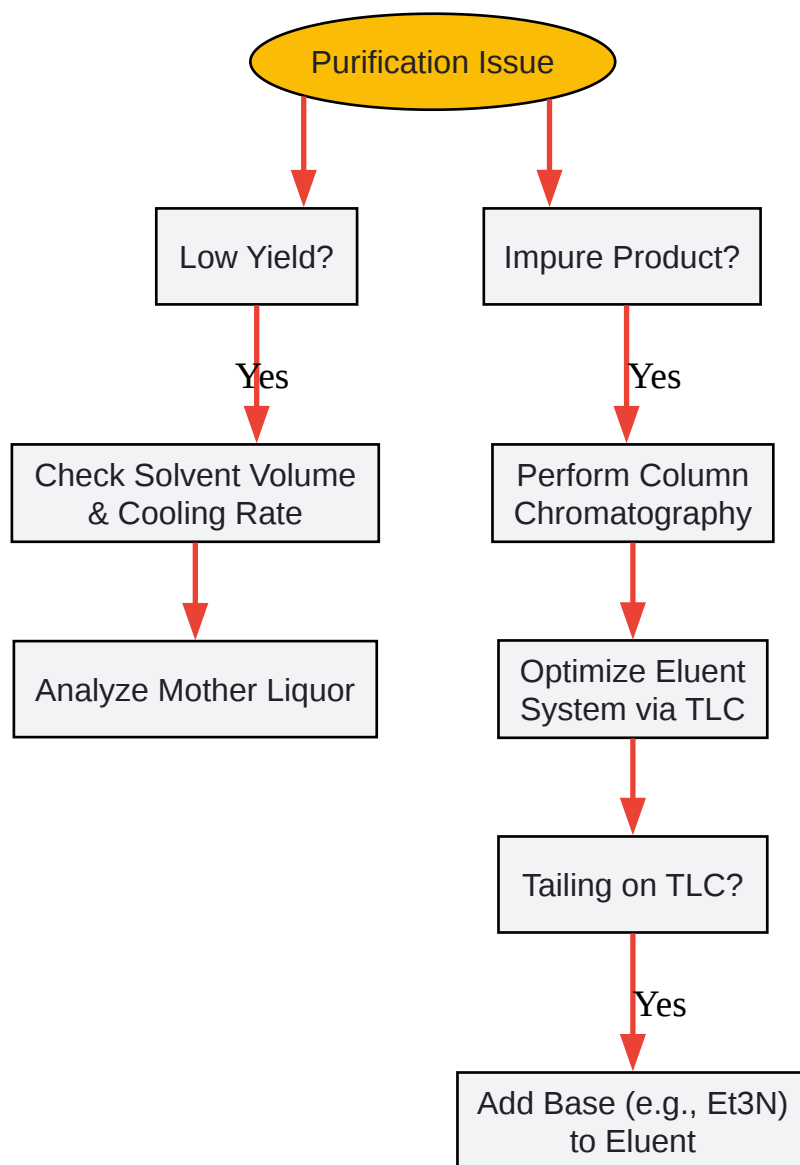 Purification Issue
Low Yield?
Impure Product?
Yes
Yes
Check Solvent Volume
& Cooling Rate
Perform Column
Chromatography
Analyze Mother Liquor
Optimize Eluent
System via TLC
Tailing on TLC?
Yes
Add Base (e.g., Et3N)
to Eluent